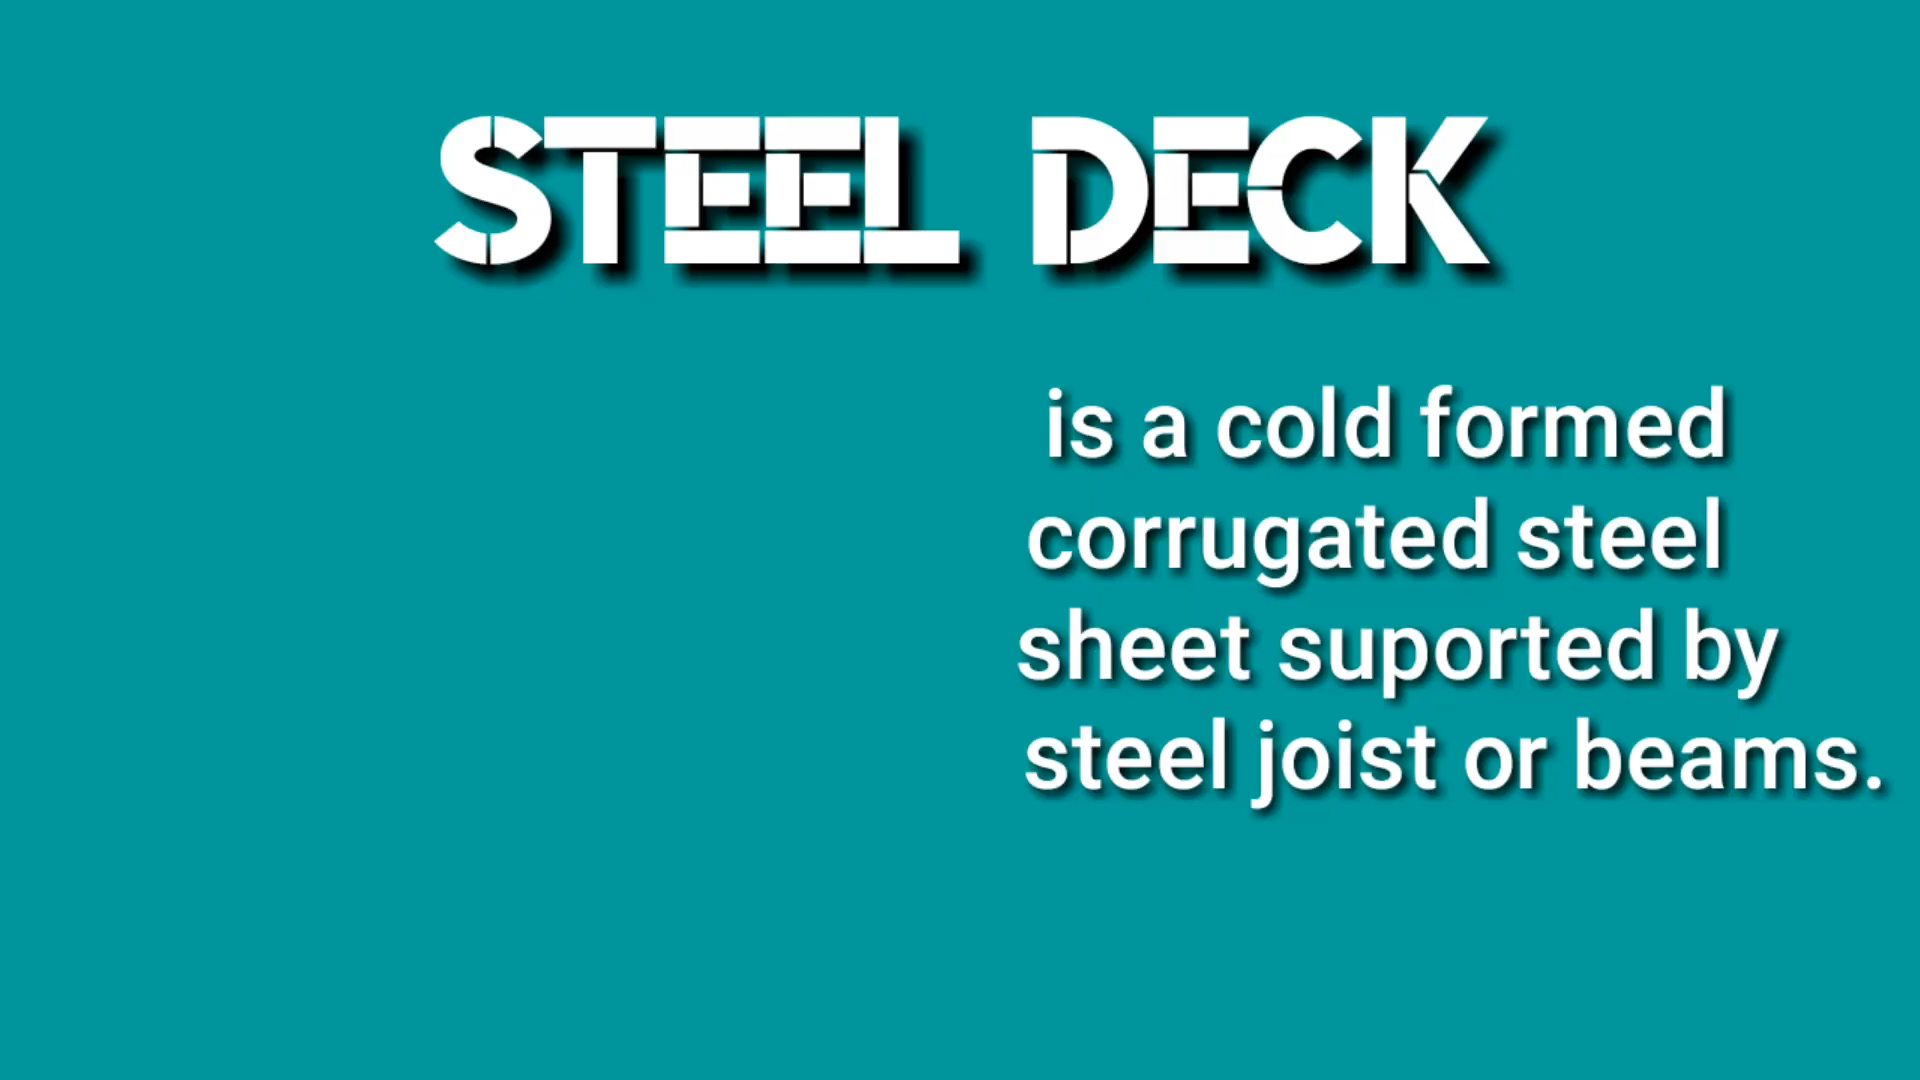 STEEL DECK
is a cold formed
corrugated steel
sheet suported by
steel joist or beams.